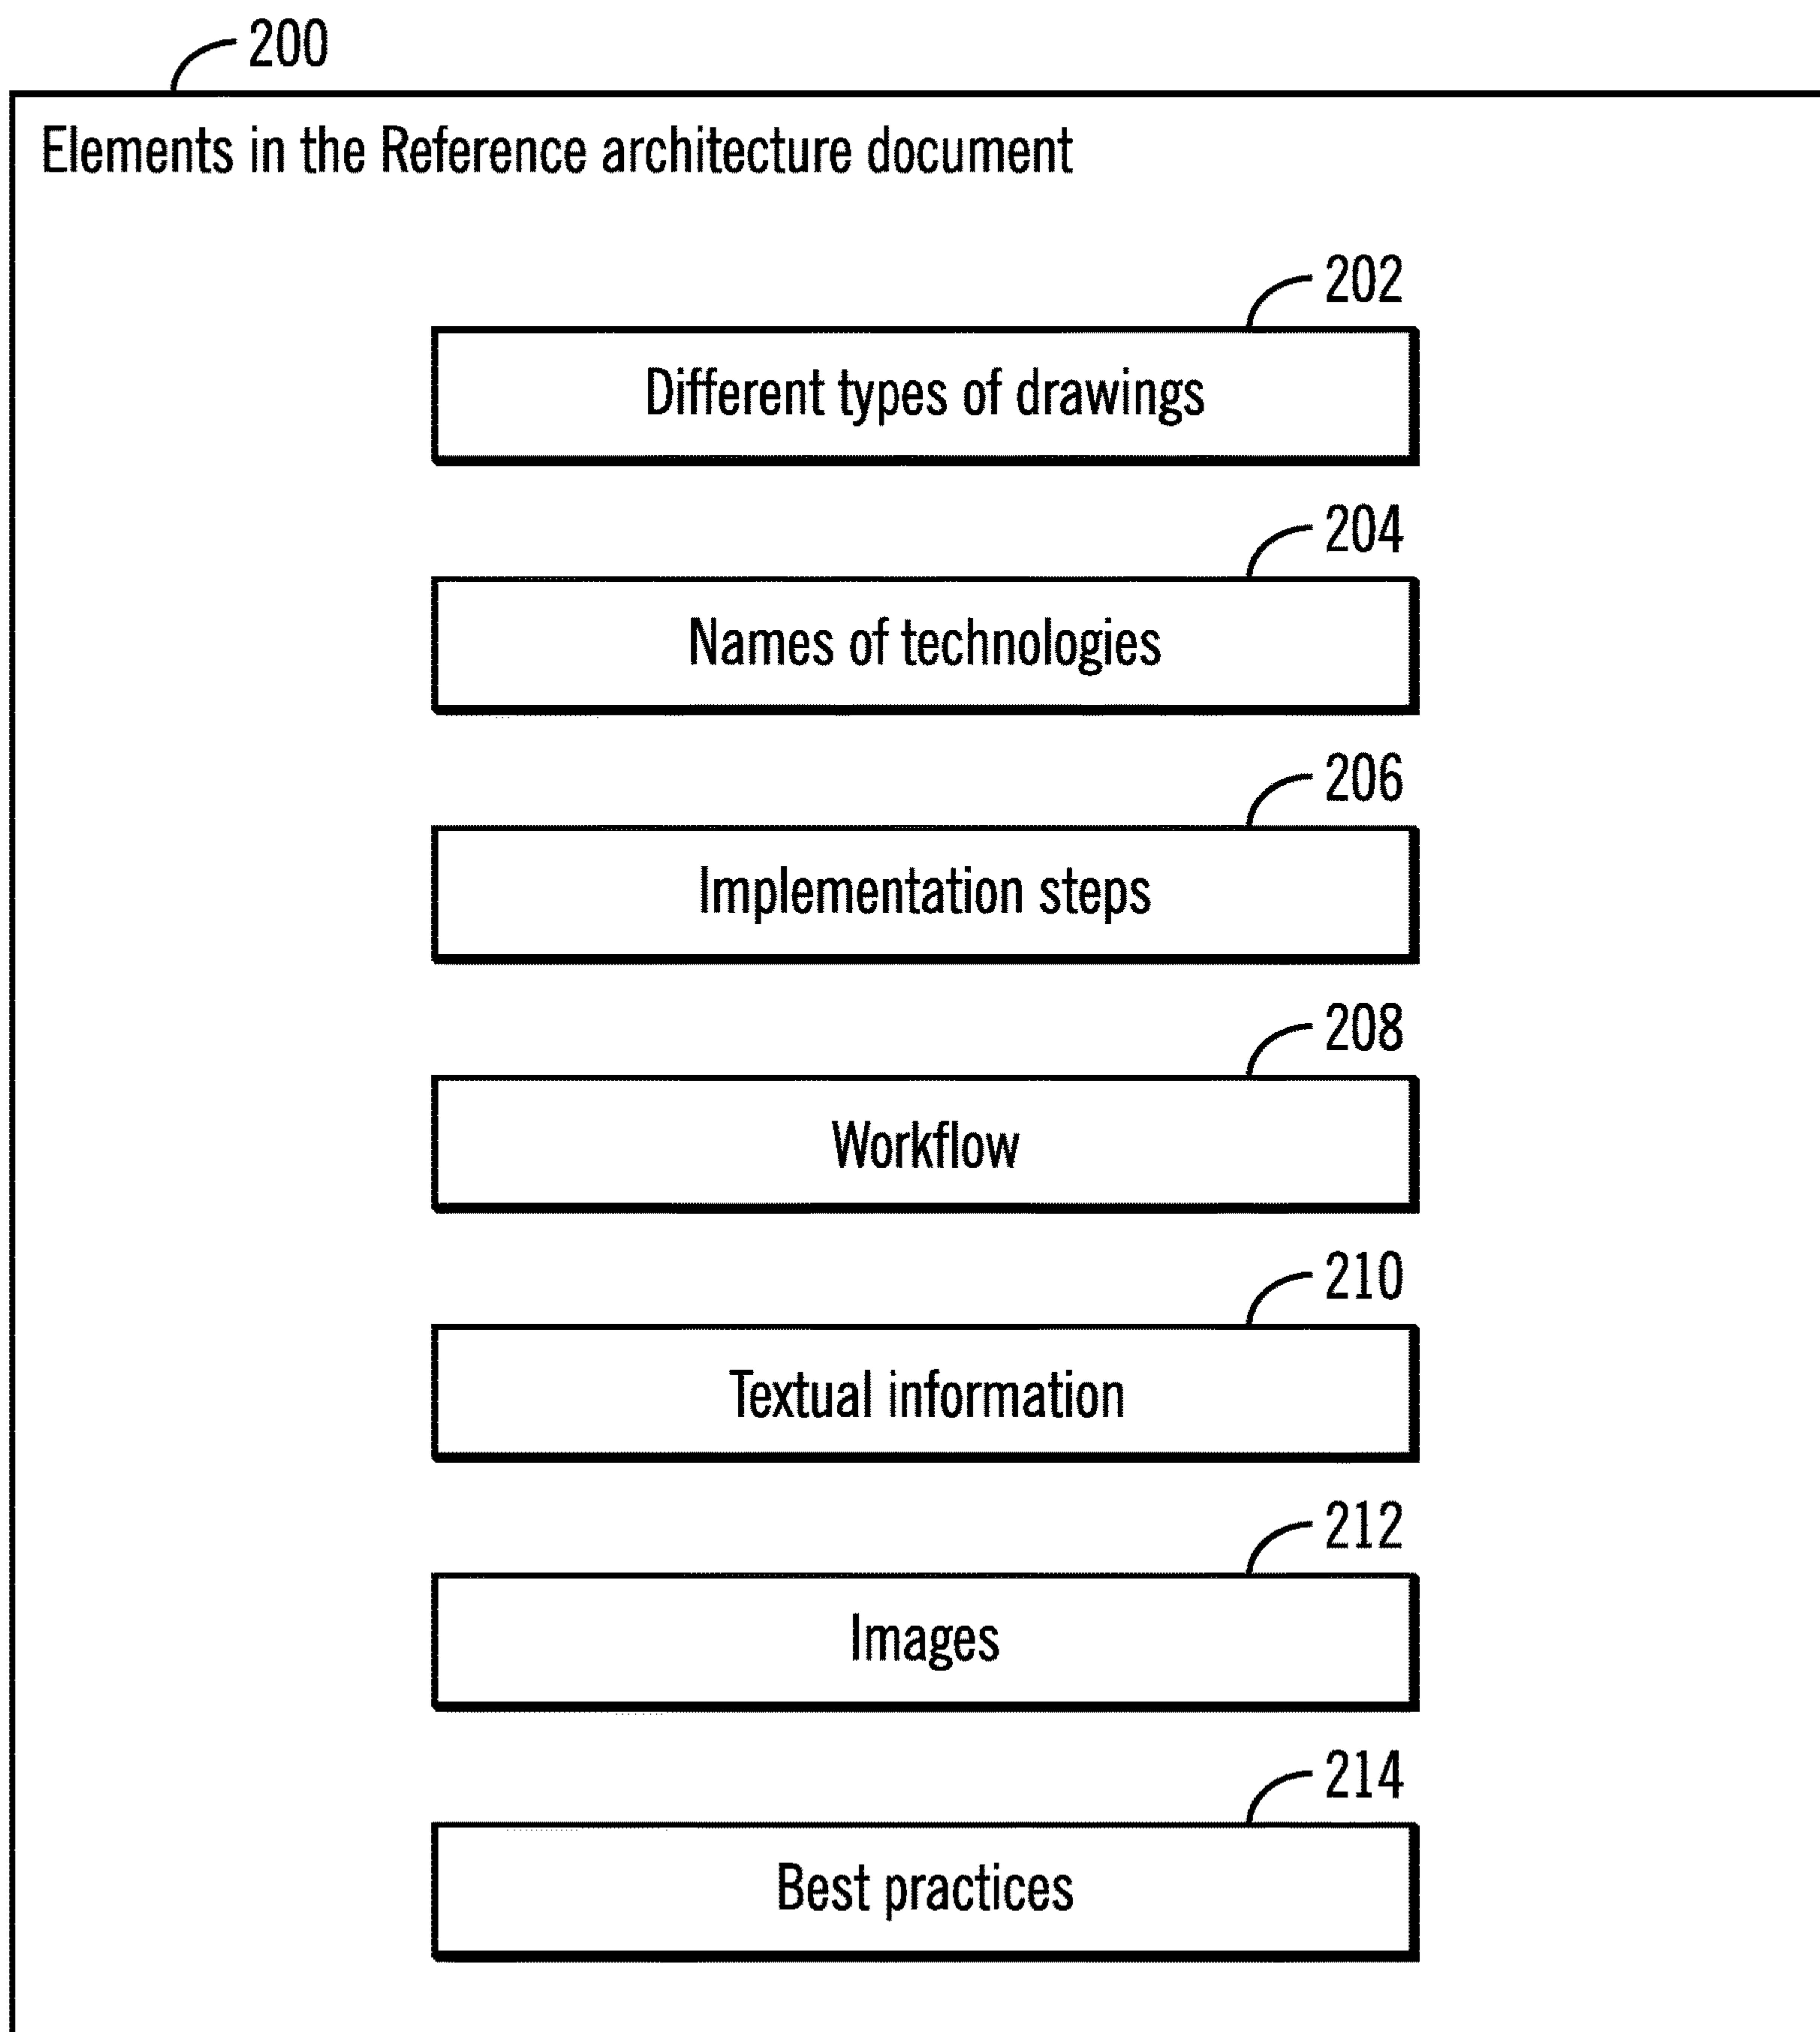 200
Elements in the Reference architecture document
202
Different types of drawings
204
Names of technologies
206
Implementation steps
208
Workflow
210
Textual information
212
Images
214
Best practices